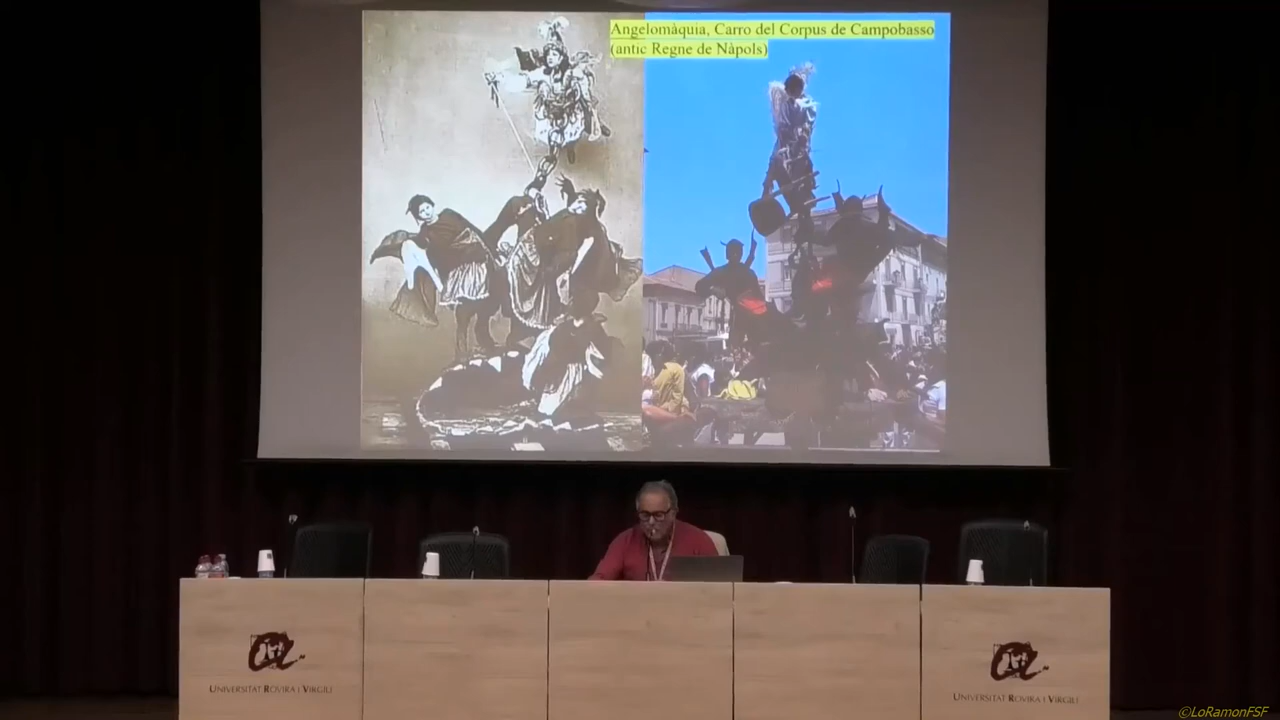 Angelomàquia, Carro del Corpus de Campobasso
(antic Regne de Nàpols)
UNIVERSITAT ROVIRA I VIRGILI
UNIVERSITAT ROVIRA I VIRGILI
©LoRamonFSF